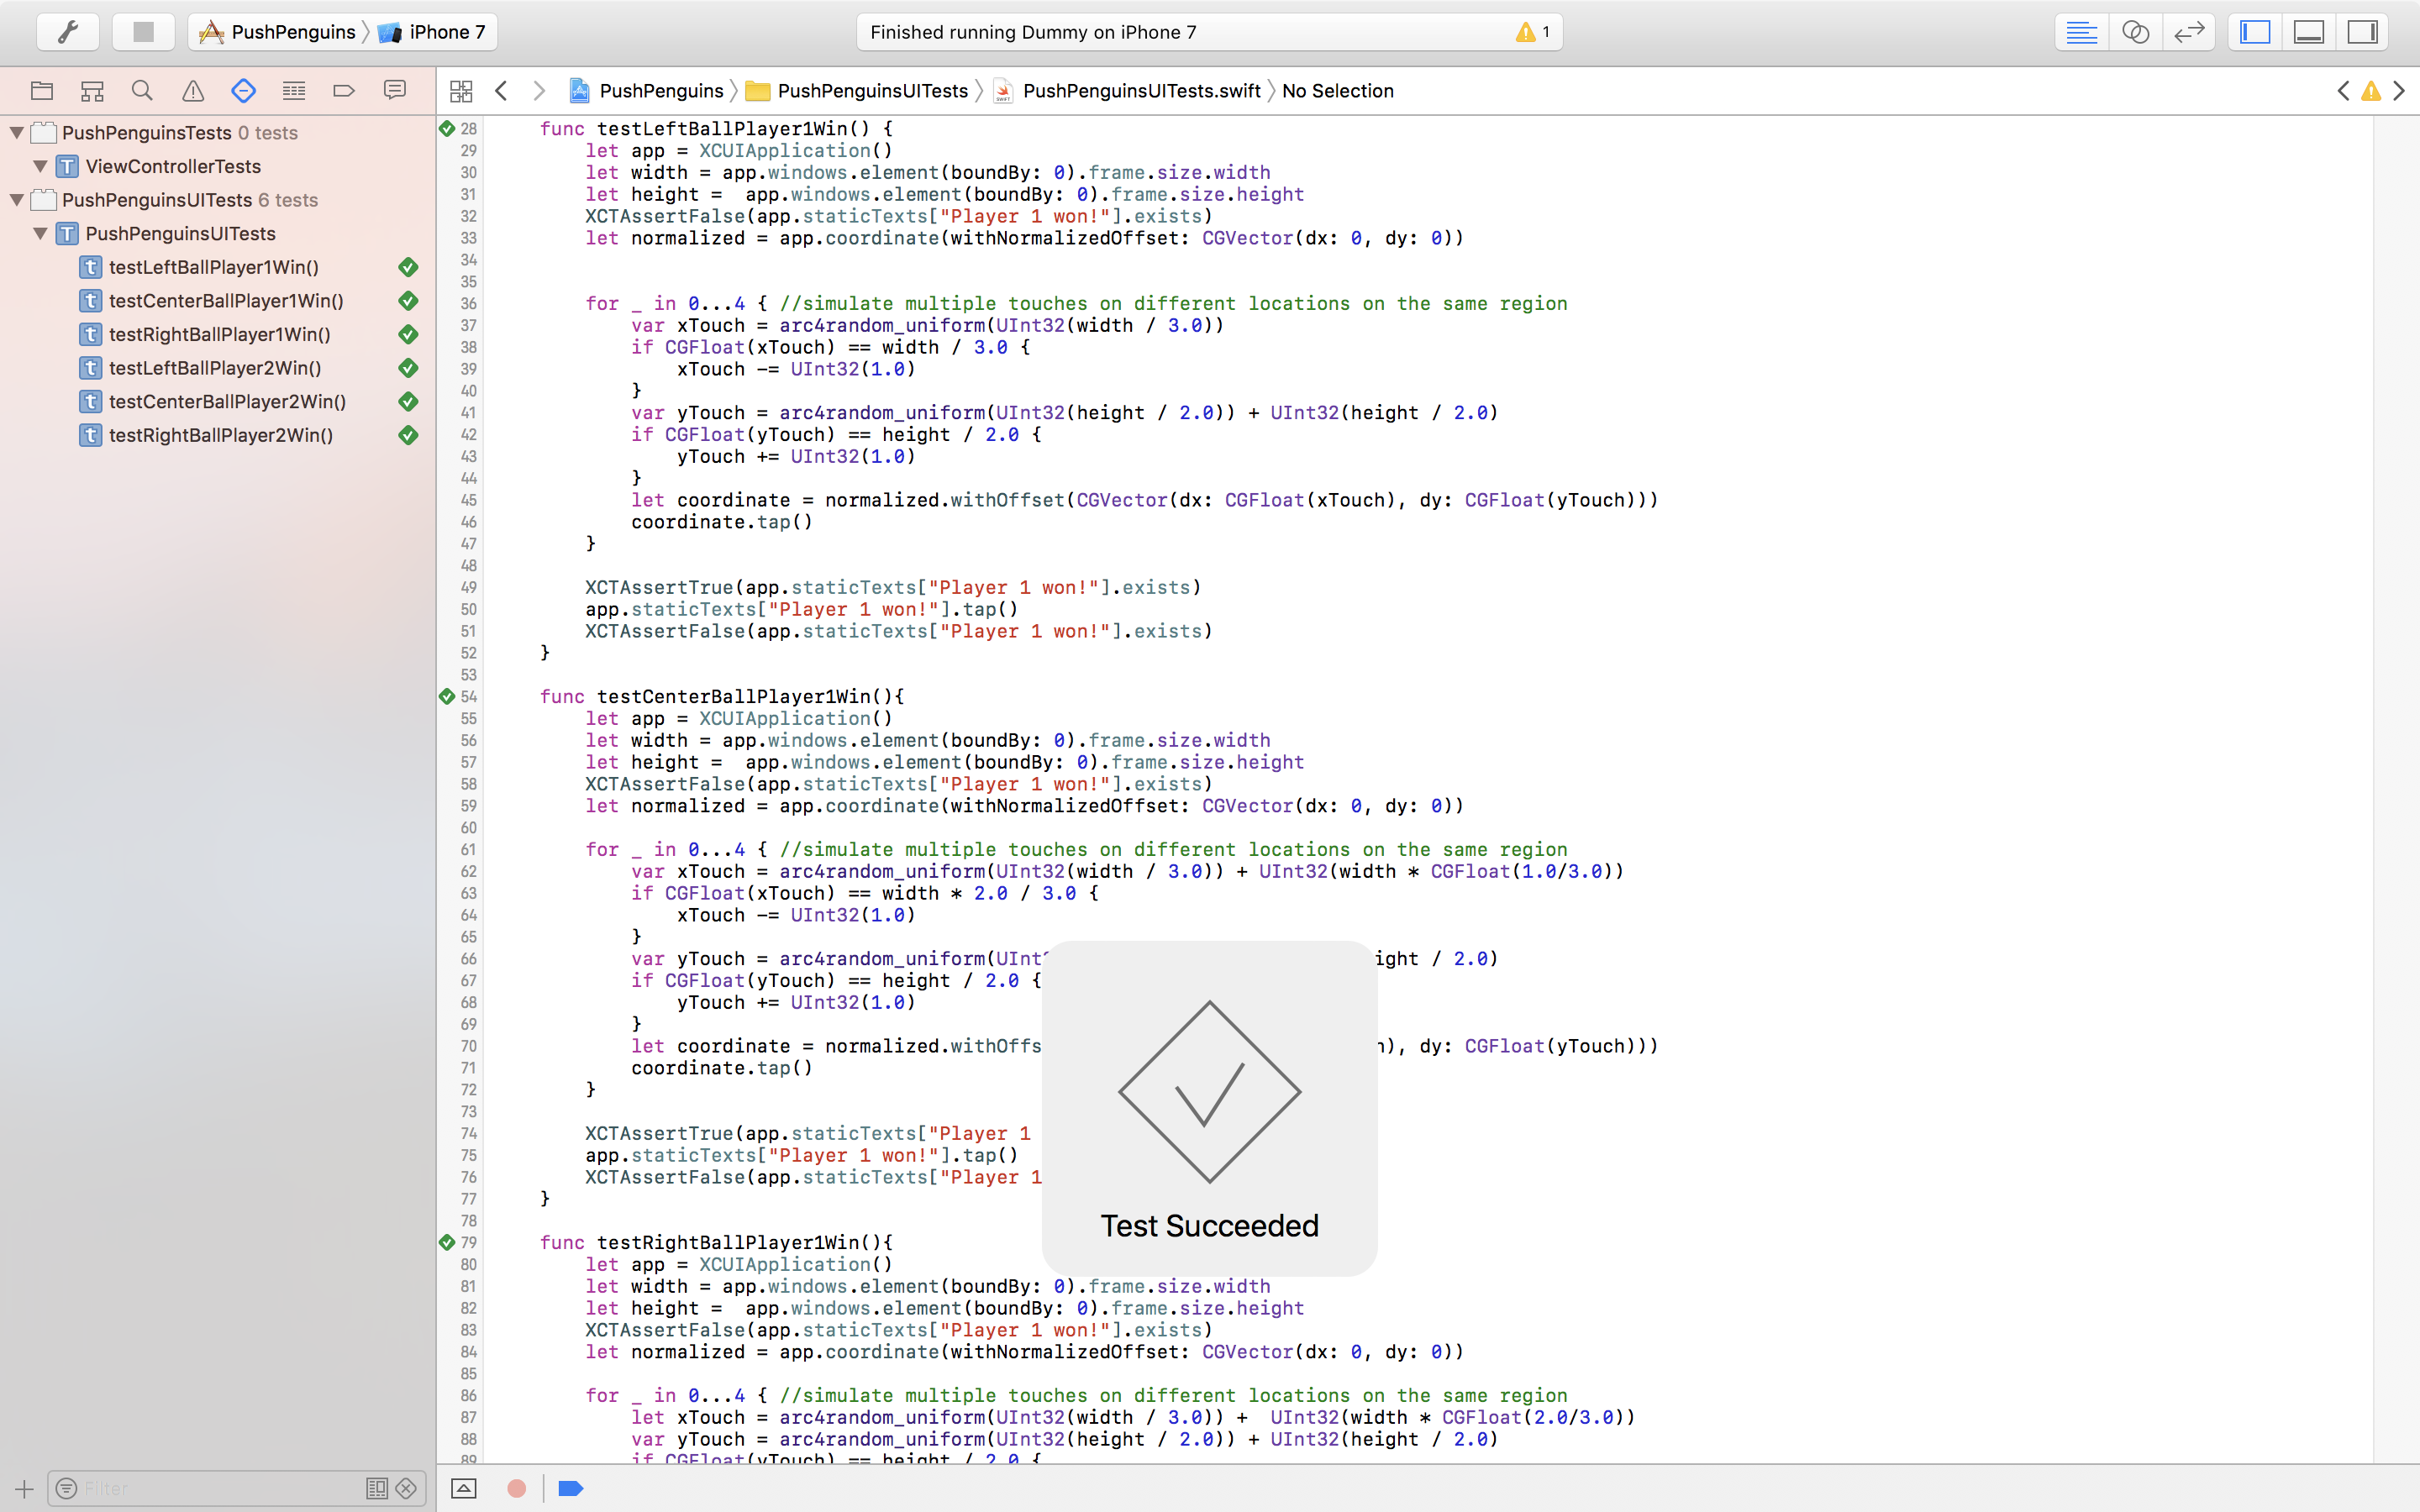 PushPenguins iPhone 7 Finished running Dummy on iPhone 7 1
PushPenguins PushPenguinsUITests PushPenguinsUITests.swift No Selection
PushPenguinsTests 0 tests
ViewControllerTests
PushPenguinsUITests 6 tests
PushPenguinsUITests
testLeftBallPlayer1Win()
testCenterBallPlayer1Win()
testRightBallPlayer1Win()
testLeftBallPlayer2Win()
testCenterBallPlayer2Win()
testRightBallPlayer2Win()
Filter
28 func testLeftBallPlayer1Win() {
29 let app = XCUIApplication()
30 let width = app.windows.element(boundBy: 0).frame.size.width
31 let height =  app.windows.element(boundBy: 0).frame.size.height
32 XCTAssertFalse(app.staticTexts["Player 1 won!"].exists)
33 let normalized = app.coordinate(withNormalizedOffset: CGVector(dx: 0, dy: 0))
34
35
36 for _ in 0...4 { //simulate multiple touches on different locations on the same region
37 var xTouch = arc4random_uniform(UInt32(width / 3.0))
38 if CGFloat(xTouch) == width / 3.0 {
39 xTouch -= UInt32(1.0)
40 }
41 var yTouch = arc4random_uniform(UInt32(height / 2.0)) + UInt32(height / 2.0)
42 if CGFloat(yTouch) == height / 2.0 {
43 yTouch += UInt32(1.0)
44 }
45 let coordinate = normalized.withOffset(CGVector(dx: CGFloat(xTouch), dy: CGFloat(yTouch)))
46 coordinate.tap()
47 }
48
49 XCTAssertTrue(app.staticTexts["Player 1 won!"].exists)
50 app.staticTexts["Player 1 won!"].tap()
51 XCTAssertFalse(app.staticTexts["Player 1 won!"].exists)
52 }
53
54 func testCenterBallPlayer1Win(){
55 let app = XCUIApplication()
56 let width = app.windows.element(boundBy: 0).frame.size.width
57 let height =  app.windows.element(boundBy: 0).frame.size.height
58 XCTAssertFalse(app.staticTexts["Player 1 won!"].exists)
59 let normalized = app.coordinate(withNormalizedOffset: CGVector(dx: 0, dy: 0))
60
61 for _ in 0...4 { //simulate multiple touches on different locations on the same region
62 var xTouch = arc4random_uniform(UInt32(width / 3.0)) + UInt32(width * CGFloat(1.0/3.0))
63 if CGFloat(xTouch) == width * 2.0 / 3.0 {
64 xTouch -= UInt32(1.0)
65 }
66 var yTouch = arc4random_uniform( / 2.0)
67 if CGFloat(yTouch) == height / 2.0 {
68 yTouch += UInt32(1.0)
69 }
70 let coordinate = normalized. ), dy: CGFloat(yTouch)))
71 coordinate.tap()
72 }
73
74 XCTAssertTrue(app.staticTexts["Player 1
75 app.staticTexts["Player 1 won!"].tap()
76 XCTAssertFalse(app.staticTexts["Player 1
77 }
78
79 func testRightBallPlayer1Win(){
80 let app = XCUIApplication()
81 let width = app.windows.element(boundBy: 0).frame.size.width
82 let height =  app.windows.element(boundBy: 0).frame.size.height
83 XCTAssertFalse(app.staticTexts["Player 1 won!"].exists)
84 let normalized = app.coordinate(withNormalizedOffset: CGVector(dx: 0, dy: 0))
85
86 for _ in 0...4 { //simulate multiple touches on different locations on the same region
87 let xTouch = arc4random_uniform(UInt32(width / 3.0)) +  UInt32(width * CGFloat(2.0/3.0))
88 var yTouch = arc4random_uniform(UInt32(height / 2.0)) + UInt32(height / 2.0)
89 if CGFloat(yTouch) == height / 2.0 {
Test Succeeded